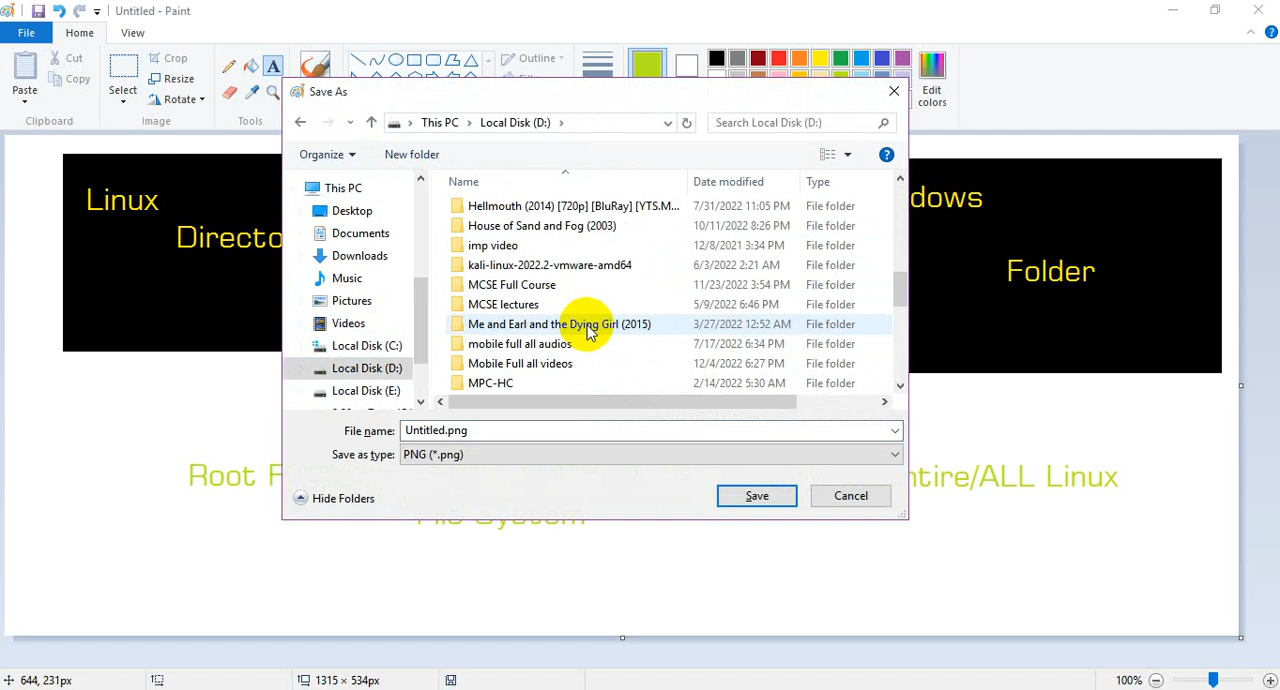 Untitled - Paint
File Home View
Cut
Copy
Paste
Clipboard
Select
Crop
Resize
Rotate
Image
Tools
Outline
Edit
colors
Save As
This PC Local Disk (D:)
Search Local Disk (D:)
Organize New folder
This PC
Desktop
Documents
Downloads
Music
Pictures
Videos
Local Disk (C:)
Local Disk (D:)
Local Disk (E:)
Name Date modified Type
Hellmouth (2014) [720p] [BluRay] [YTS.M... 7/31/2022 11:05 PM File folder
House of Sand and Fog (2003) 10/11/2022 8:26 PM File folder
imp video 12/8/2021 3:34 PM File folder
kali-linux-2022.2-vmware-amd64 6/3/2022 2:21 AM File folder
MCSE Full Course 11/23/2022 3:54 PM File folder
MCSE lectures 5/9/2022 6:46 PM File folder
Me and Earl and the Dying Girl (2015) 3/27/2022 12:52 AM File folder
mobile full all audios 7/17/2022 6:34 PM File folder
Mobile Full all videos 12/4/2022 6:27 PM File folder
MPC-HC 2/14/2022 5:30 AM File folder
File name: Untitled.png
Save as type: PNG (*.png)
Hide Folders
Save Cancel
Linux
Directo
dows
Folder
Root F
ntire/ALL Linux
File System
644, 231px
1315 × 534px
100%